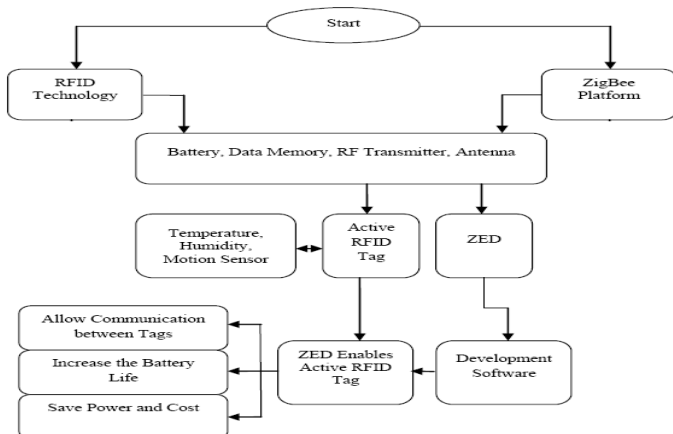 Start
RFID
Technology
ZigBee
Platform
Battery, Data Memory, RF Transmitter, Antenna
Temperature,
Humidity,
Motion Sensor
Active
RFID
Tag
ZED
Allow Communication
between Tags
Increase the Battery
Life
Save Power and Cost
ZED Enables
Active RFID
Tag
Development
Software